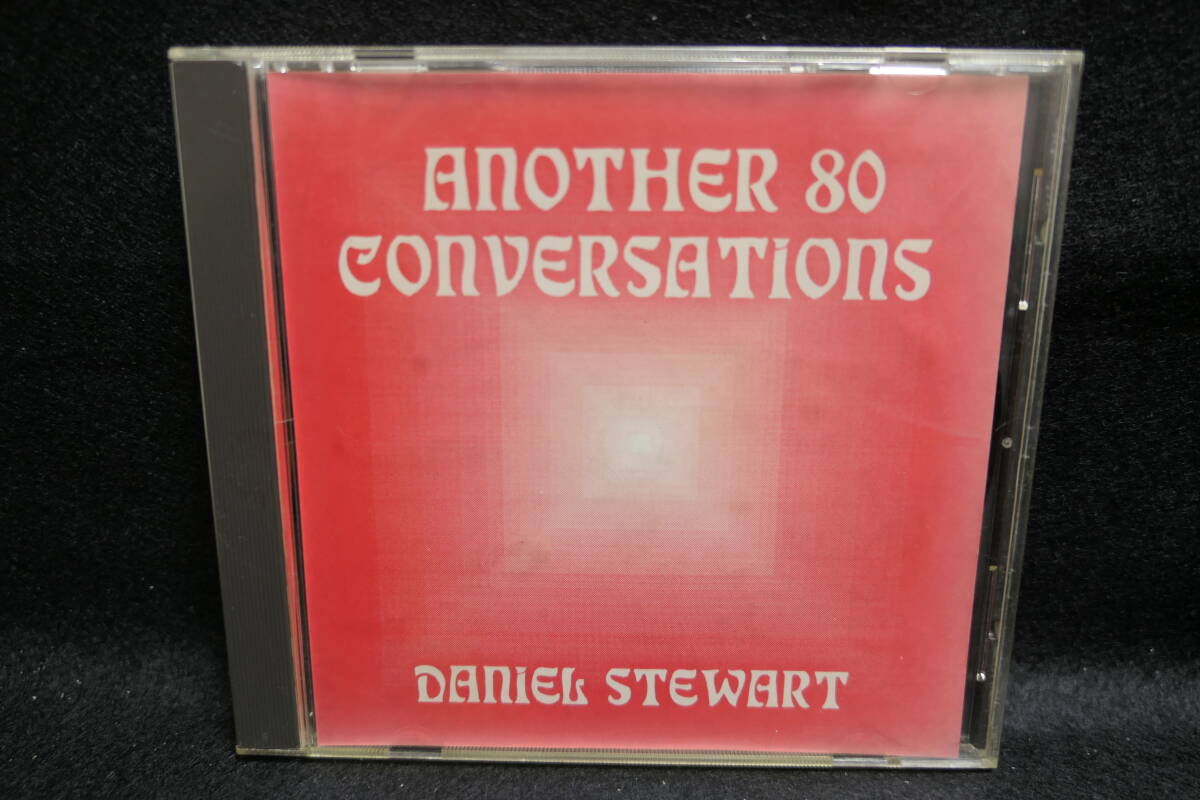 ANOTHER 80
CONVERSATIONS
DANIEL STEWART